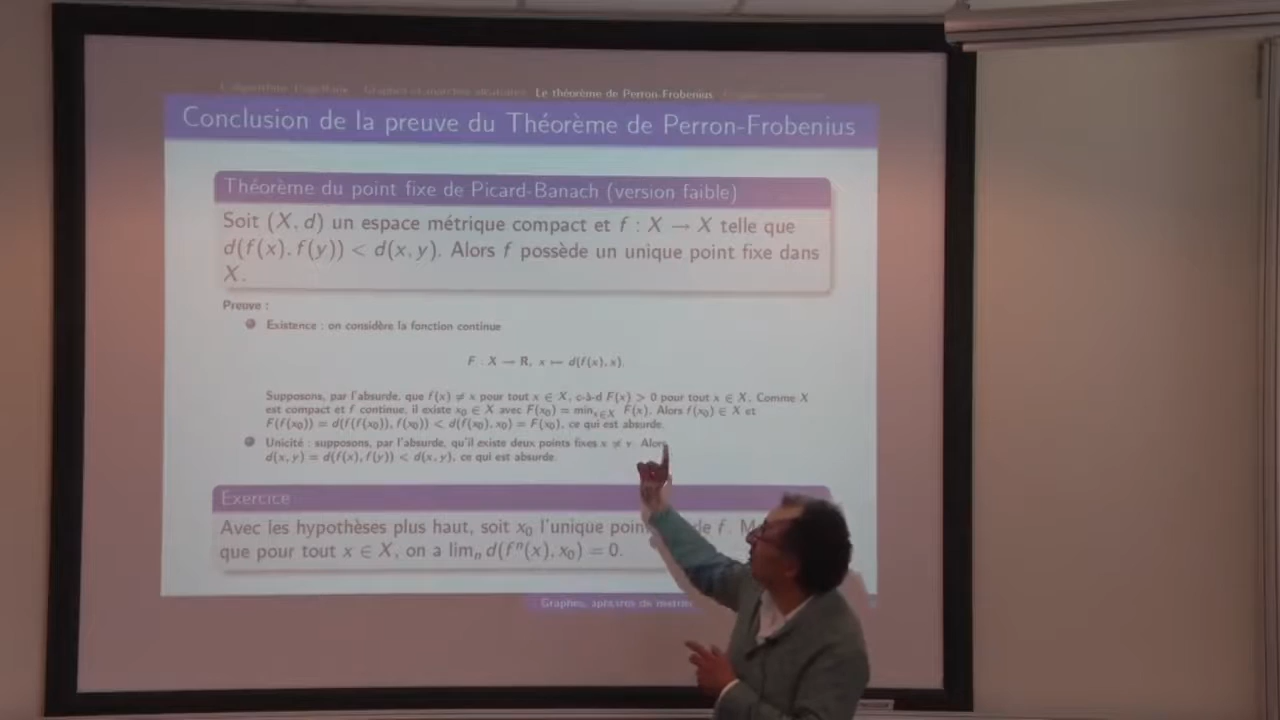 Le théorème de Perron-Frobenius
Conclusion de la preuve du Théorème de Perron-Frobenius
Théorème du point fixe de Picard-Banach (version faible)
Soit (X, d) un espace métrique compact et f : X → X telle que
d(f(x), f(y)) < d(x, y). Alors f possède un unique point fixe dans
X.
Preuve :
Existence : on considère la fonction continue
F : X → R, x ↦ d(f(x), x).
Supposons, par l'absurde, que f(x) ≠ x pour tout x ∈ X, c-à-d F(x) > 0 pour tout x ∈ X. Comme X
est compact et f continue, il existe x₀ ∈ X avec F(x₀) = min_{x∈X} F(x). Alors f(x₀) ∈ X et
F(f(x₀)) = d(f(f(x₀)), f(x₀)) < d(f(x₀), x₀) = F(x₀), ce qui est absurde.
Unicité : supposons, par l'absurde, qu'il existe deux points fixes x ≠ y. Alors
d(x, y) = d(f(x), f(y)) < d(x, y), ce qui est absurde.
Exercice
Avec les hypothèses plus haut, soit x₀ l'unique poin de f. M
que pour tout x ∈ X, on a limₙ d(fⁿ(x), x₀) = 0.
Graphes,